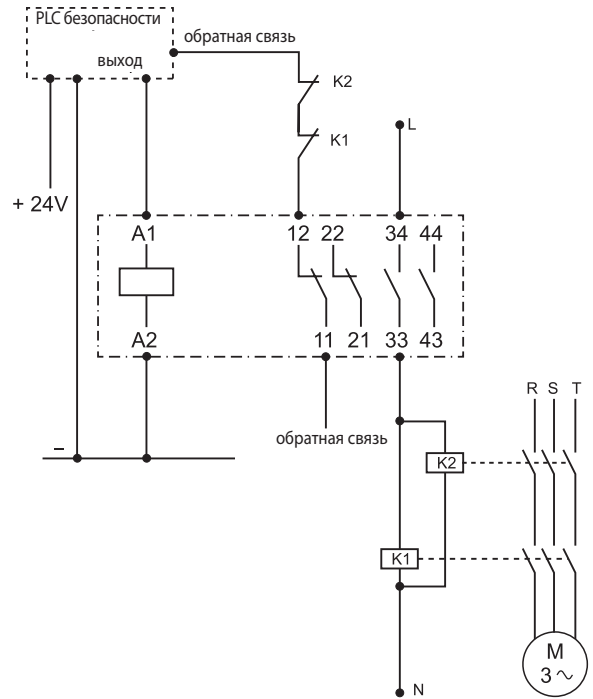 PLC безопасности
обратная связь
выход
K2
L
K1
+ 24V
A1
12 22
34 44
A2
11 21
33 43
R S T
обратная связь
–
K2
K1
M
3 ~
N